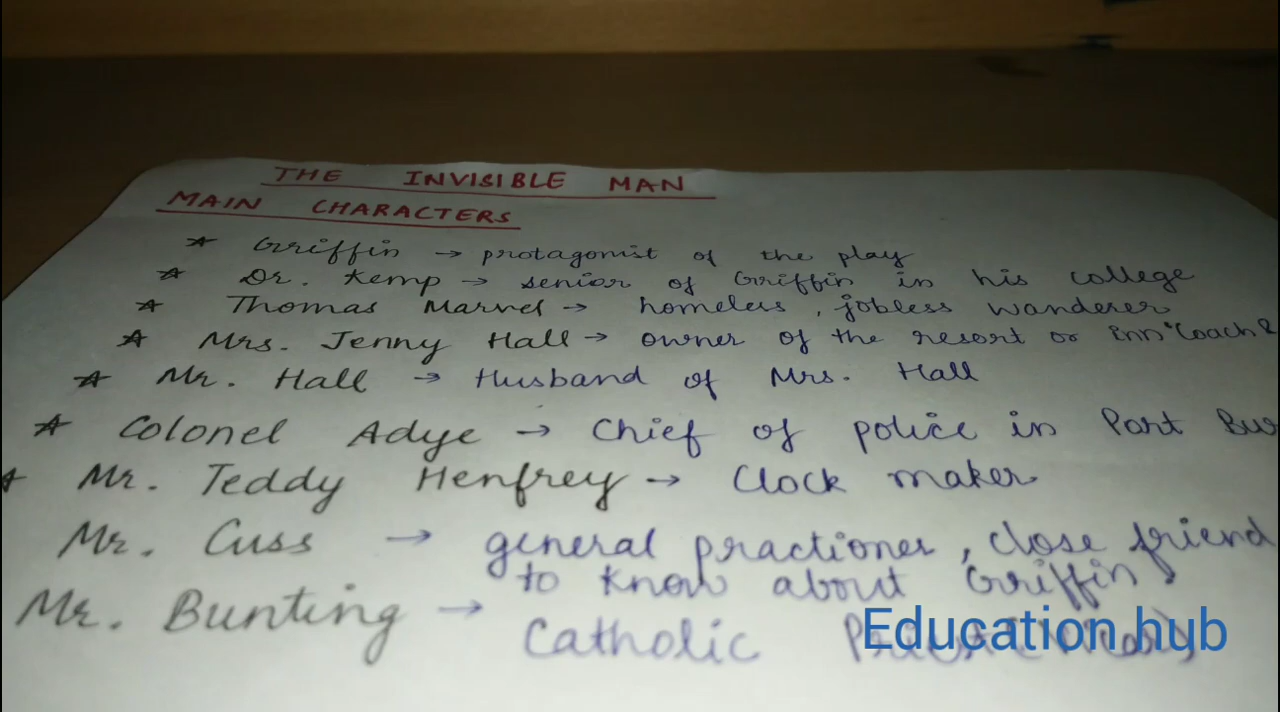 THE INVISIBLE MAN
MAIN CHARACTERS
☆ Griffin → protagonist of the play
☆ Dr. Kemp → senior of Griffin in his college
☆ Thomas Marvel → homeless, jobless wanderer
☆ Mrs. Jenny Hall → owner of the resort or Inn "Coach &
☆ Mr. Hall → Husband of Mrs. Hall
☆ Colonel Adye → Chief of police in Port
☆ Mr. Teddy Henfrey → Clock maker
Mr. Cuss → general practioner, close friend
to know about Griffin
Mr. Bunting → Catholic
Education hub